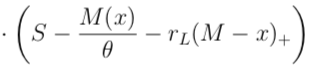 · ( S − M(x)/θ − r_L(M − x)_+ )